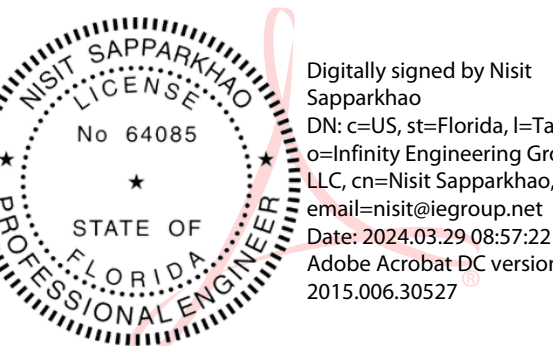 NISIT SAPPARKHAO
LICENSE
No 64085
★
★ ★
STATE OF
FLORIDA
PROFESSIONAL ENGINEER
Digitally signed by Nisit
Sapparkhao
DN: c=US, st=Florida, l=Ta
o=Infinity Engineering Gro
LLC, cn=Nisit Sapparkhao,
email=nisit@iegroup.net
Date: 2024.03.29 08:57:22
Adobe Acrobat DC version
2015.006.30527
®